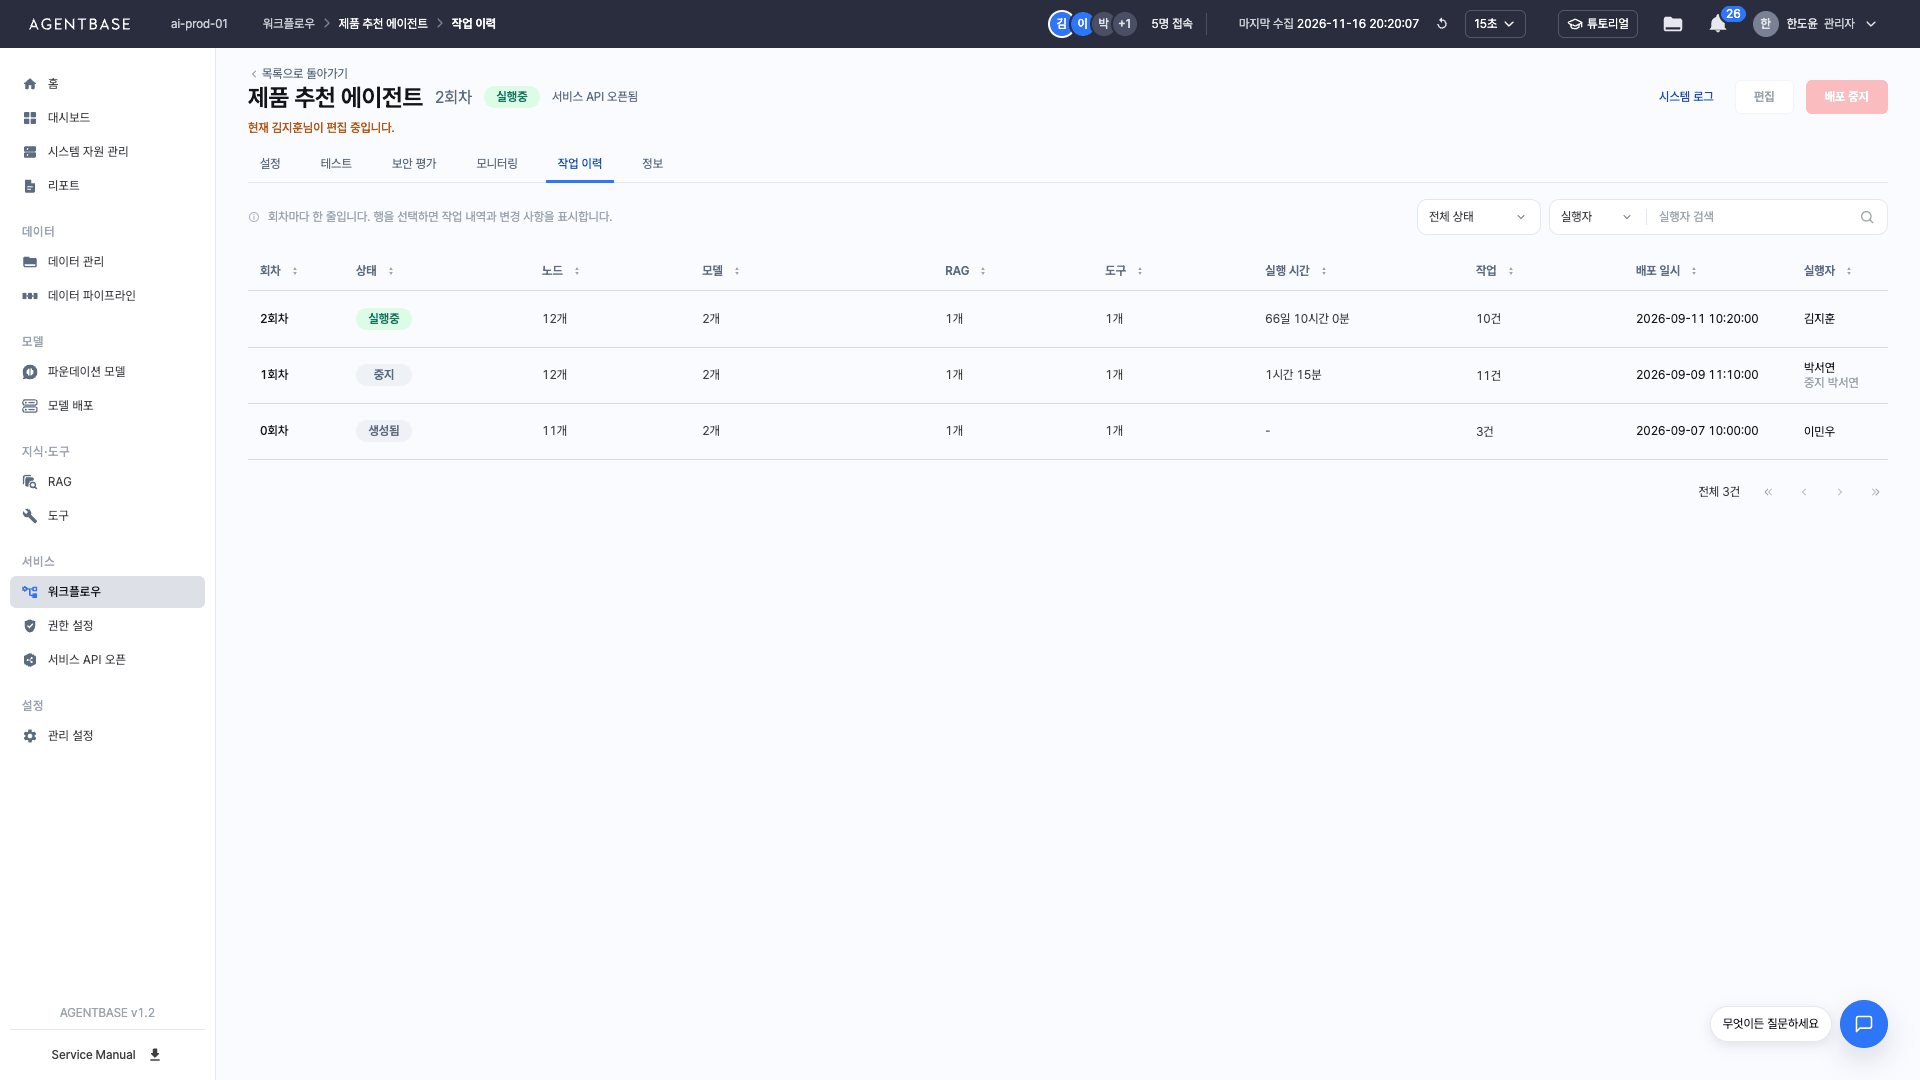 AGENTBASE
ai-prod-01
워크플로우 제품 추천 에이전트 작업 이력
김 이 박 +1 5명 접속
마지막 수집 2026-11-16 20:20:07
15초
튜토리얼
26
한 한도윤 관리자
홈
대시보드
시스템 자원 관리
리포트
데이터
데이터 관리
데이터 파이프라인
모델
파운데이션 모델
모델 배포
지식·도구
RAG
도구
서비스
워크플로우
권한 설정
서비스 API 오픈
설정
관리 설정
AGENTBASE v1.2
Service Manual
목록으로 돌아가기
제품 추천 에이전트 2회차 실행중 서비스 API 오픈됨
시스템 로그 편집 배포 중지
현재 김지훈님이 편집 중입니다.
설정 테스트 보안 평가 모니터링 작업 이력 정보
회차마다 한 줄입니다. 행을 선택하면 작업 내역과 변경 사항을 표시합니다.
전체 상태 실행자 실행자 검색
회차 상태 노드 모델 RAG 도구 실행 시간 작업 배포 일시 실행자
2회차 실행중 12개 2개 1개 1개 66일 10시간 0분 10건 2026-09-11 10:20:00 김지훈
1회차 중지 12개 2개 1개 1개 1시간 15분 11건 2026-09-09 11:10:00 박서연
중지 박서연
0회차 생성됨 11개 2개 1개 1개 - 3건 2026-09-07 10:00:00 이민우
전체 3건
무엇이든 질문하세요